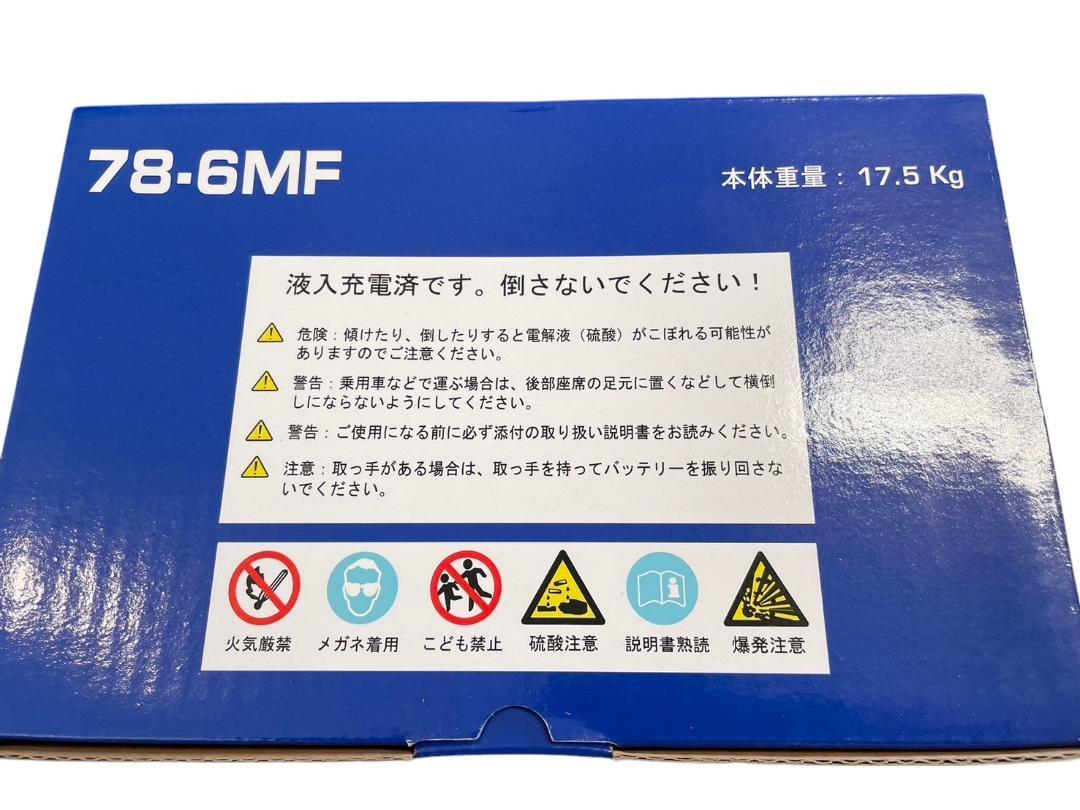 78-6MF
本体重量： 17.5 Kg
液入充電済です。倒さないでください！
危険：傾けたり、倒したりすると電解液（硫酸）がこぼれる可能性が
ありますのでご注意ください。
警告：乗用車などで運ぶ場合は、後部座席の足元に置くなどして横倒
しにならないようにしてください。
警告：ご使用になる前に必ず添付の取り扱い説明書をお読みください。
注意：取っ手がある場合は、取っ手を持ってバッテリーを振り回さな
いでください。
火気厳禁 メガネ着用 こども禁止 硫酸注意 説明書熟読 爆発注意